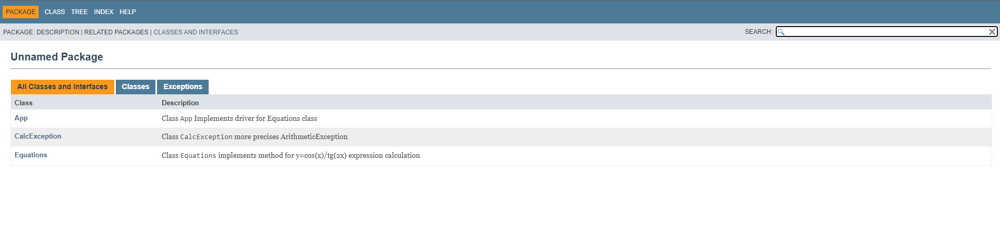 PACKAGE CLASS TREE INDEX HELP
PACKAGE: DESCRIPTION | RELATED PACKAGES | CLASSES AND INTERFACES SEARCH:
Unnamed Package
All Classes and Interfaces Classes Exceptions
Class Description
App Class App Implements driver for Equations class
CalcException Class CalcException more precises ArithmeticException
Equations Class Equations implements method for y=cos(x)/tg(2x) expression calculation